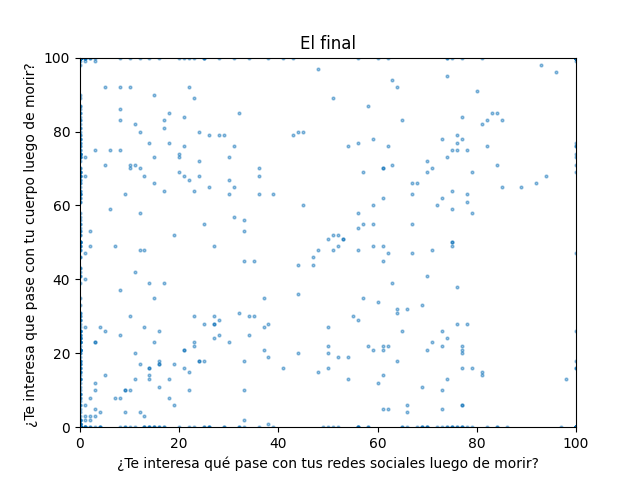 El final
¿Te interesa que pase con tu cuerpo luego de morir?
100
80
60
40
20
0
0 20 40 60 80 100
¿Te interesa qué pase con tus redes sociales luego de morir?